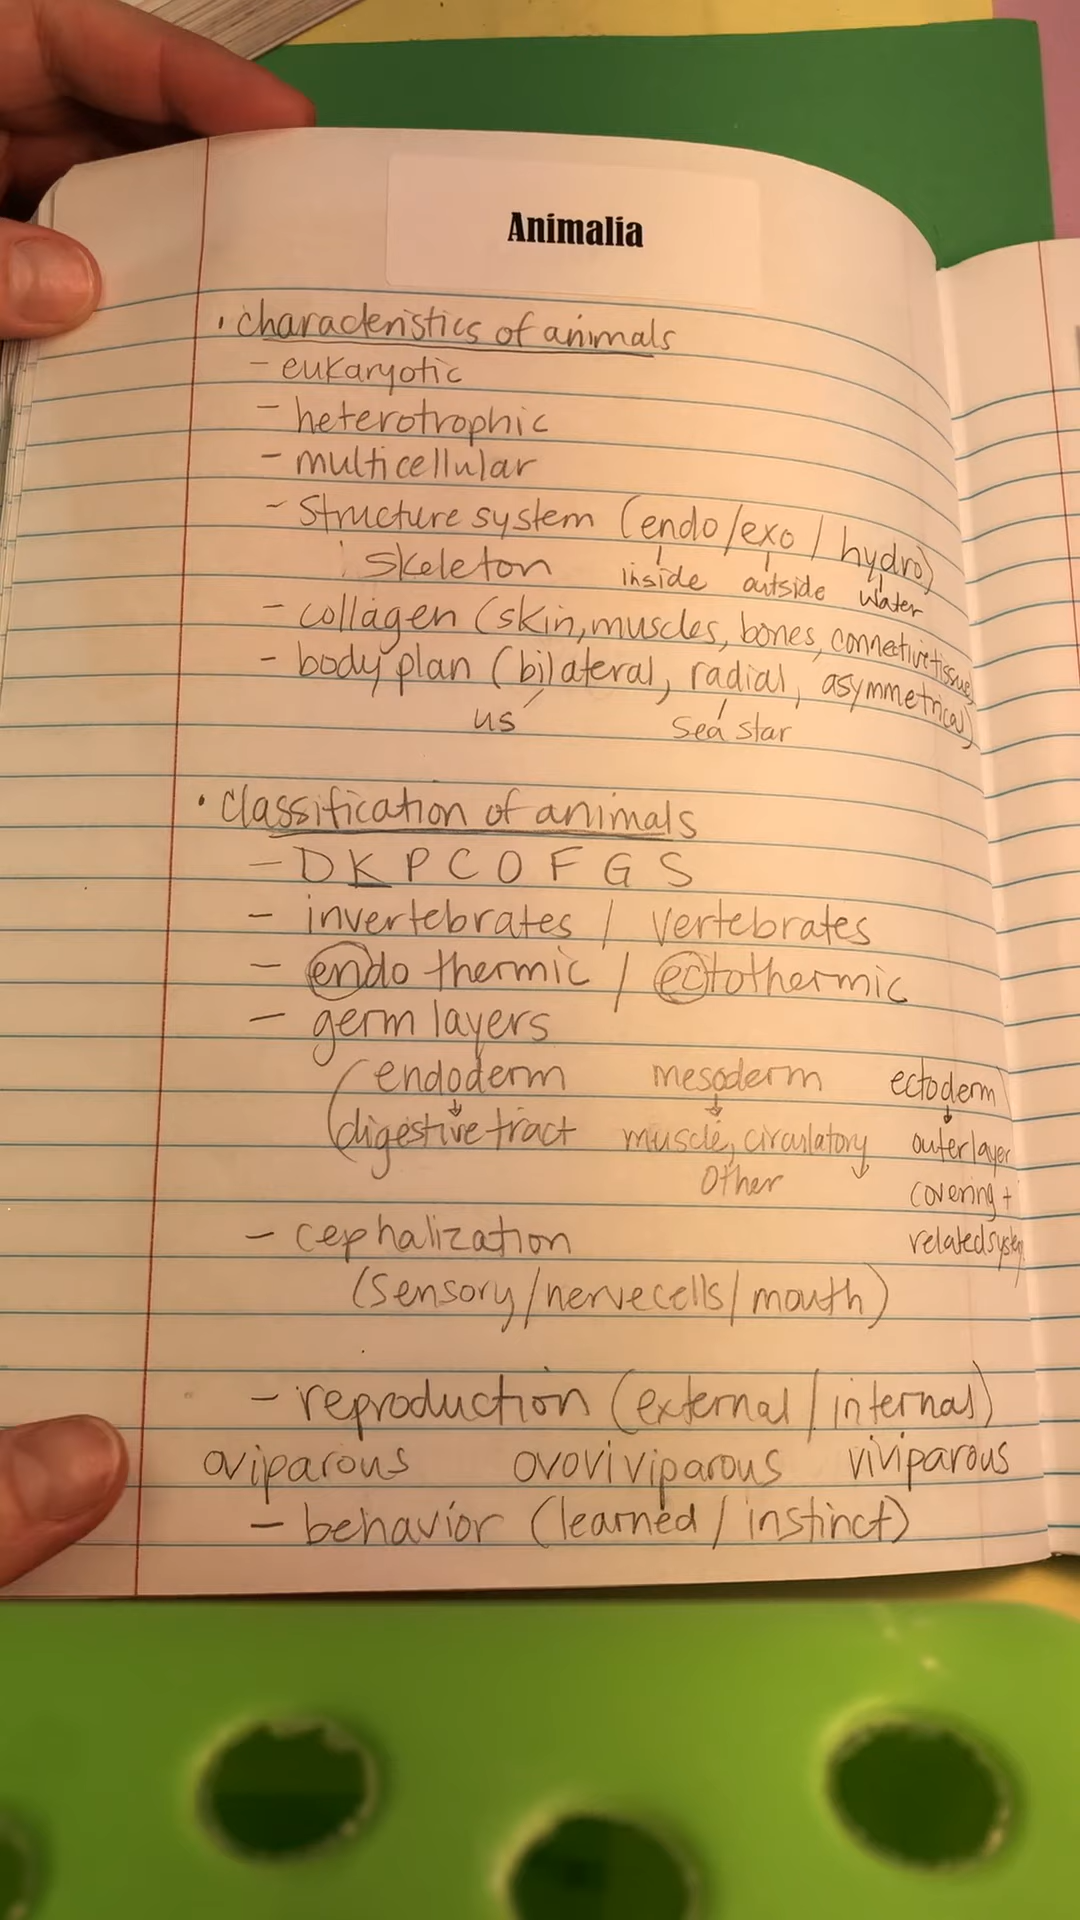 Animalia
• characteristics of animals
- eukaryotic
- heterotrophic
- multicellular
- Structure system (endo/exo/hydro)
skeleton inside outside water
- collagen (skin, muscles, bones, connective tissue)
- body plan (bilateral, radial, asymmetrical)
us sea star
• classification of animals
- D K P C O F G S
- invertebrates / vertebrates
- endothermic / ectothermic
- germ layers
(endoderm mesoderm ectoderm
digestive tract muscle, circulatory outer layer
other covering +
- cephalization related system
(sensory/nerve cells/mouth)
- reproduction (external/internal)
oviparous ovoviviparous viviparous
- behavior (learned / instinct)